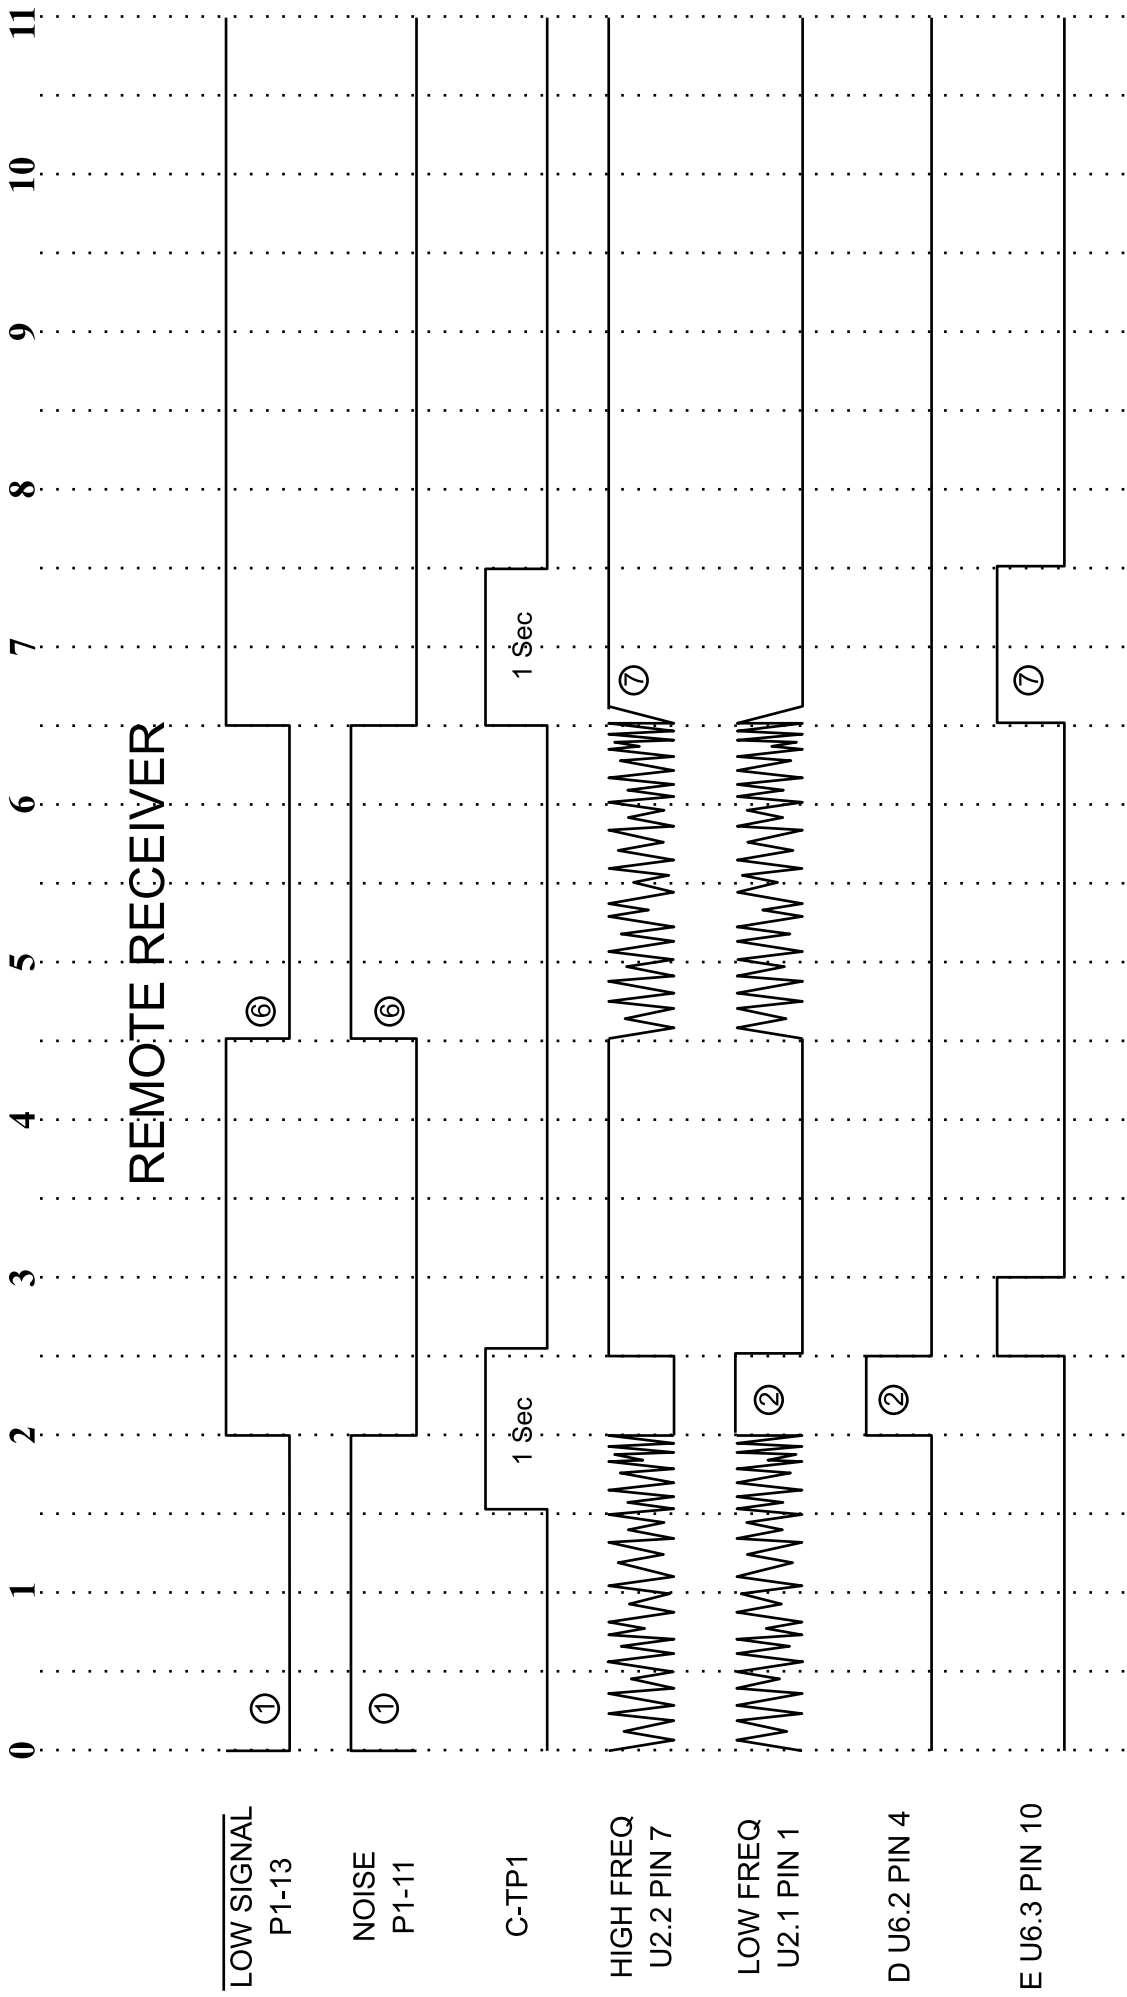 REMOTE RECEIVER
0 1 2 3 4 5 6 7 8 9 10 11
LOW SIGNAL
P1-13
1
6
NOISE
P1-11
1
6
C-TP1
1 Sec
1 Sec
HIGH FREQ
U2.2 PIN 7
7
LOW FREQ
U2.1 PIN 1
2
D U6.2 PIN 4
2
E U6.3 PIN 10
7